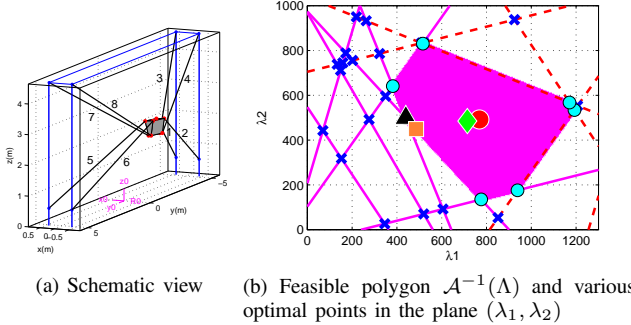 z(m)
4
3
2
1
0
8
7
3
4
1
2
5
6
z0
y0
R0
0.5 0 -0.5
x(m)
5
0
-5
y(m)
(a) Schematic view
1000
800
600
400
200
0
λ2
0 200 400 600 800 1000 1200
λ1
(b) Feasible polygon 𝒜⁻¹(Λ) and various
optimal points in the plane (λ₁, λ₂)